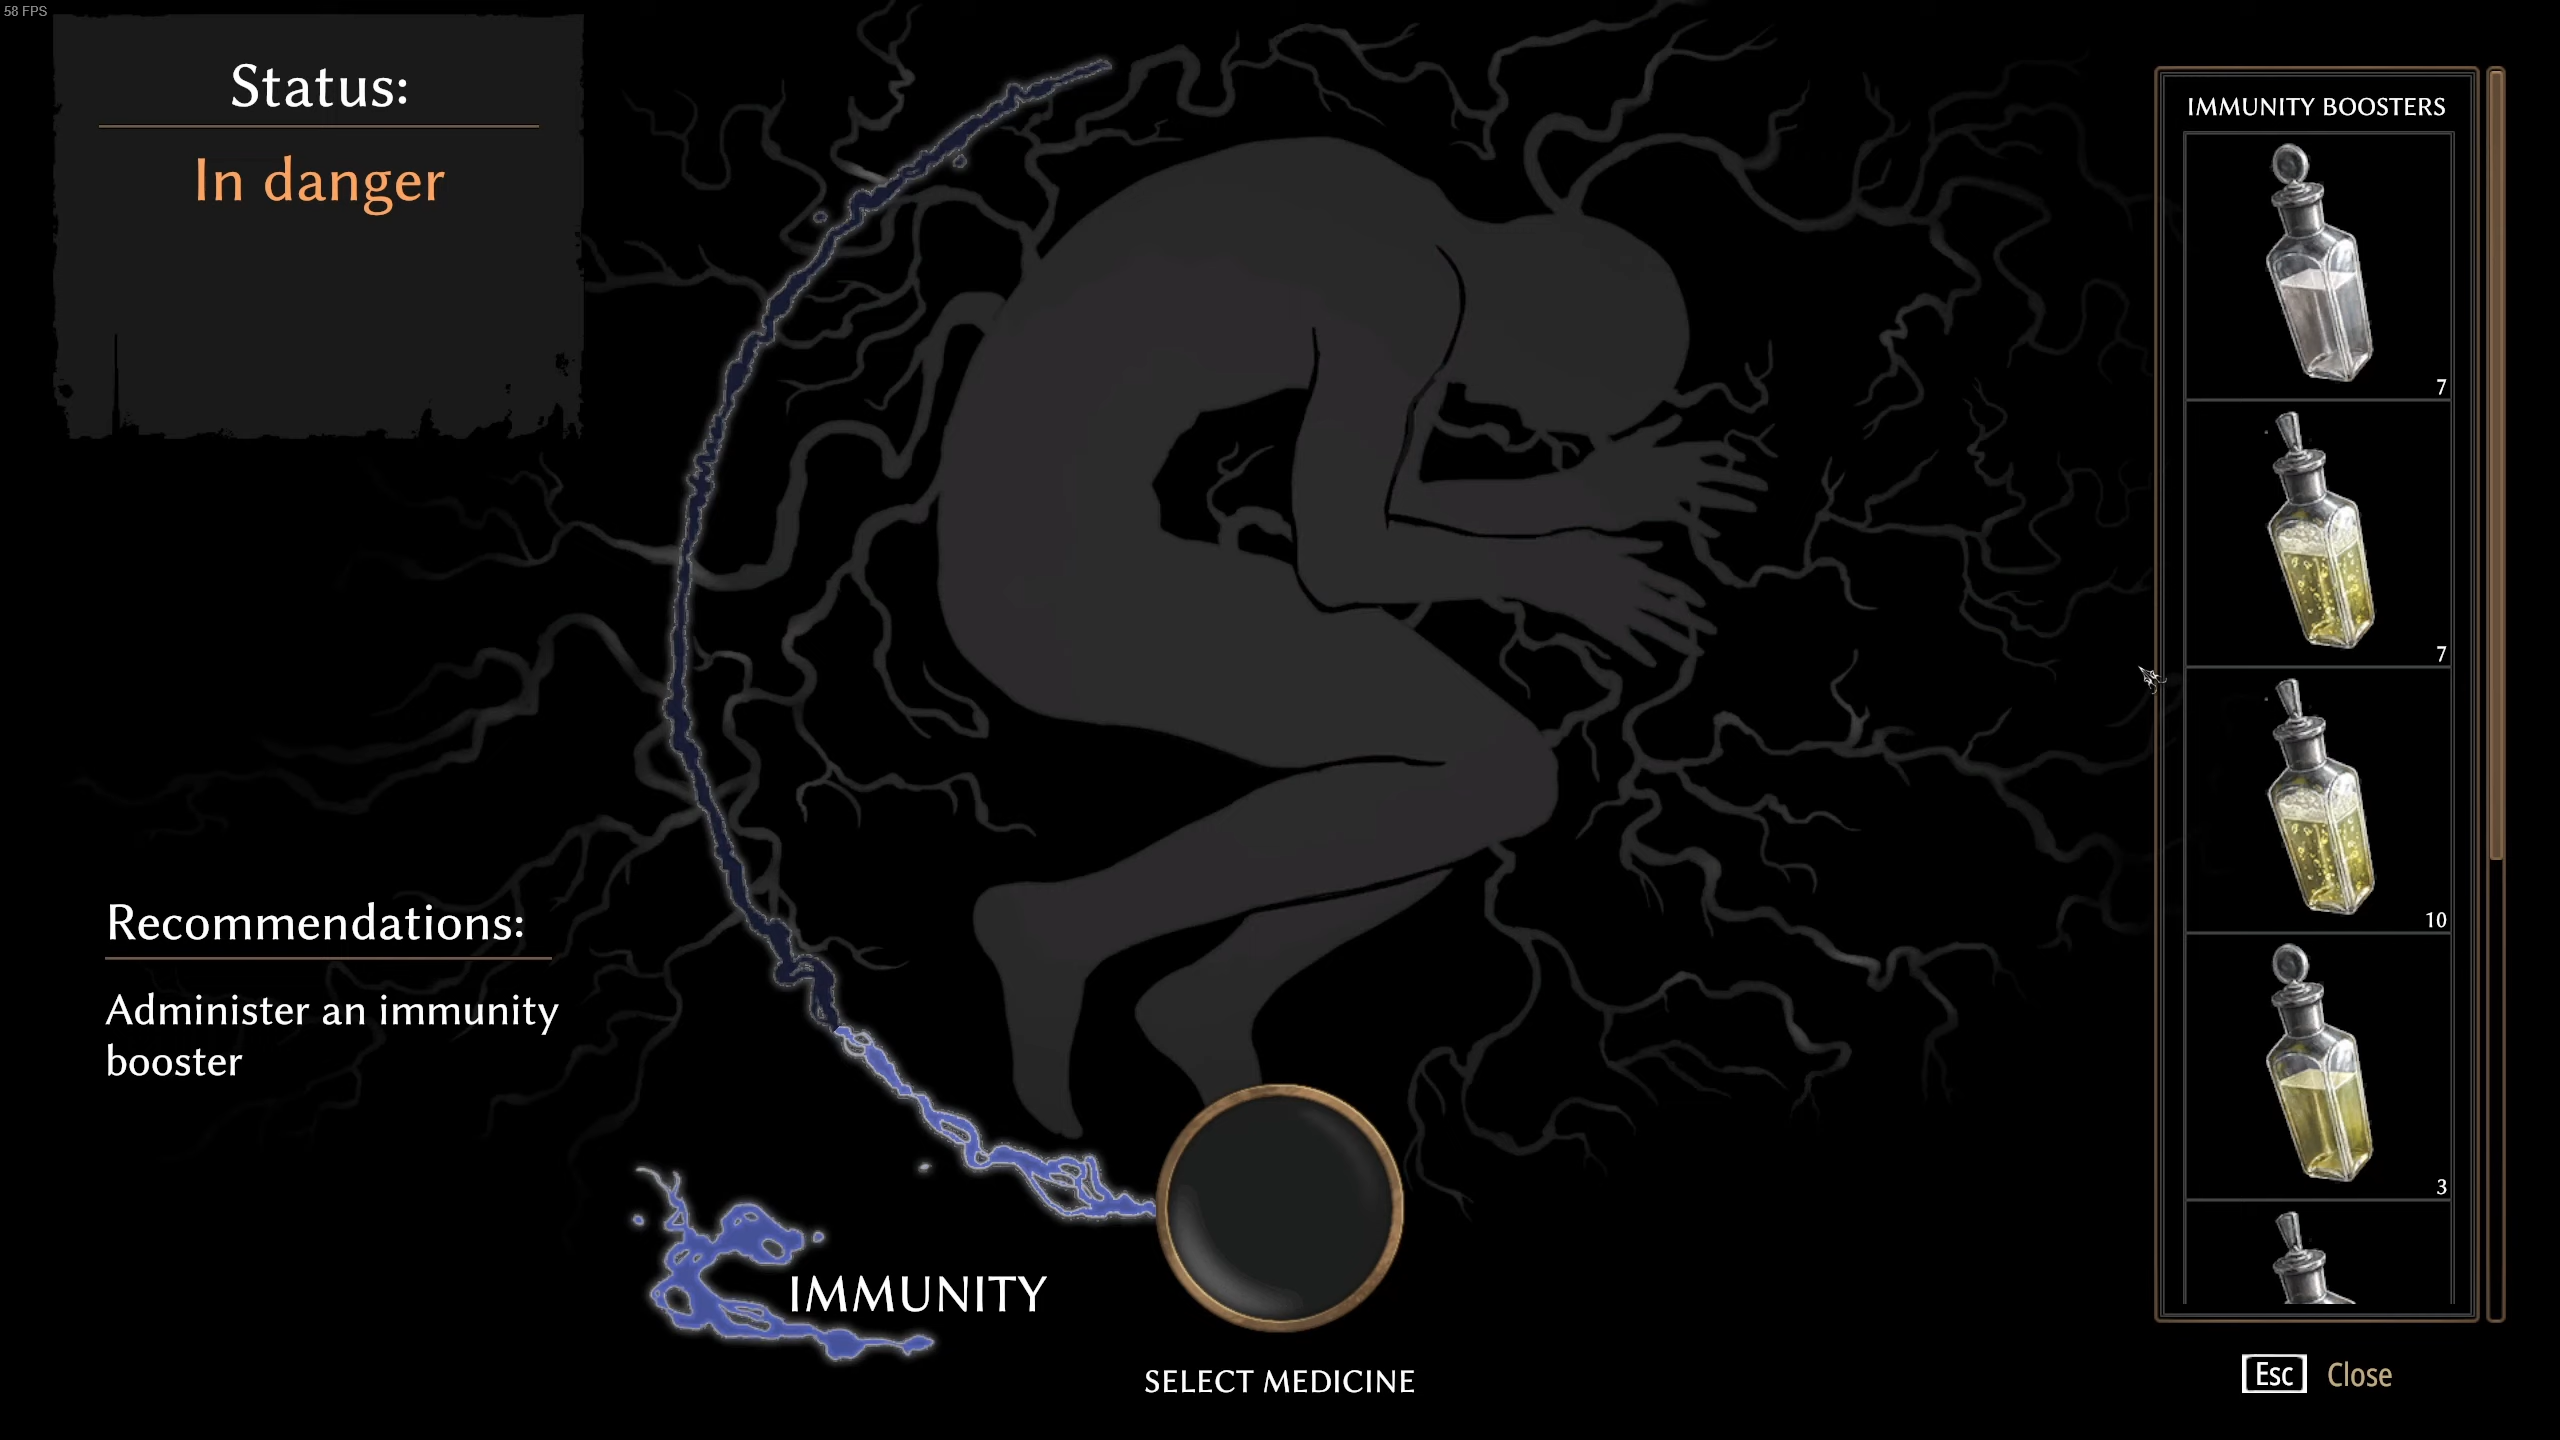 58 FPS
Status:
In danger
Recommendations:
Administer an immunity
booster
IMMUNITY
SELECT MEDICINE
IMMUNITY BOOSTERS
7
7
10
3
Esc Close